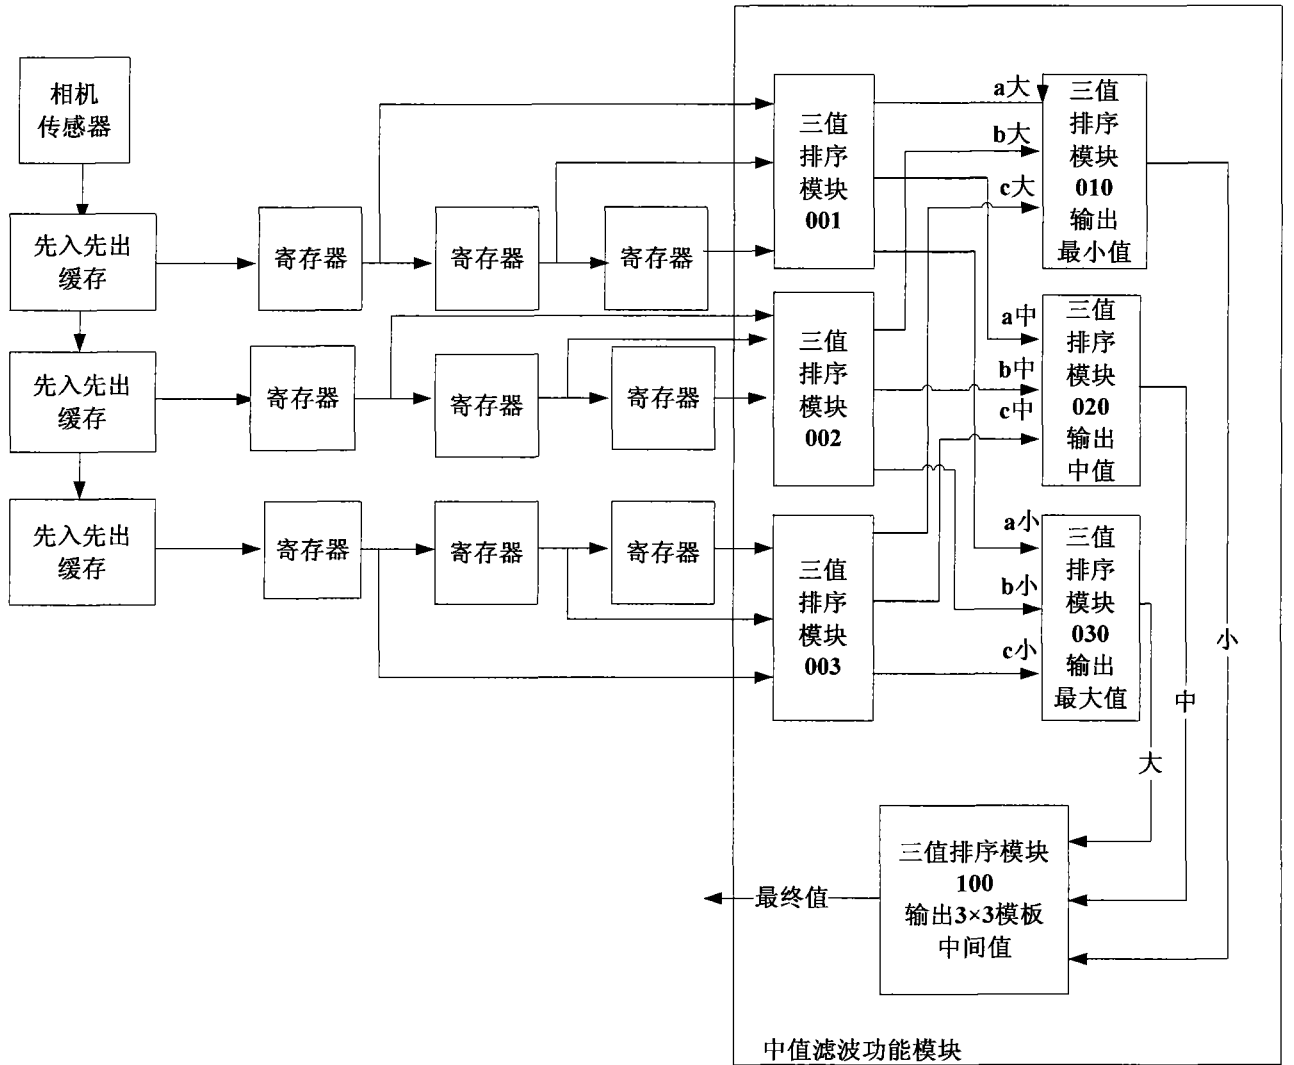 相机
传感器
先入先出
缓存
寄存器
寄存器
寄存器
先入先出
缓存
寄存器
寄存器
寄存器
先入先出
缓存
寄存器
寄存器
寄存器
三值
排序
模块
001
三值
排序
模块
002
三值
排序
模块
003
a大
b大
c大
a中
b中
c中
a小
b小
c小
三值
排序
模块
010
输出
最小值
三值
排序
模块
020
输出
中值
三值
排序
模块
030
输出
最大值
小
中
大
三值排序模块
100
输出3×3模板
中间值
最终值
中值滤波功能模块